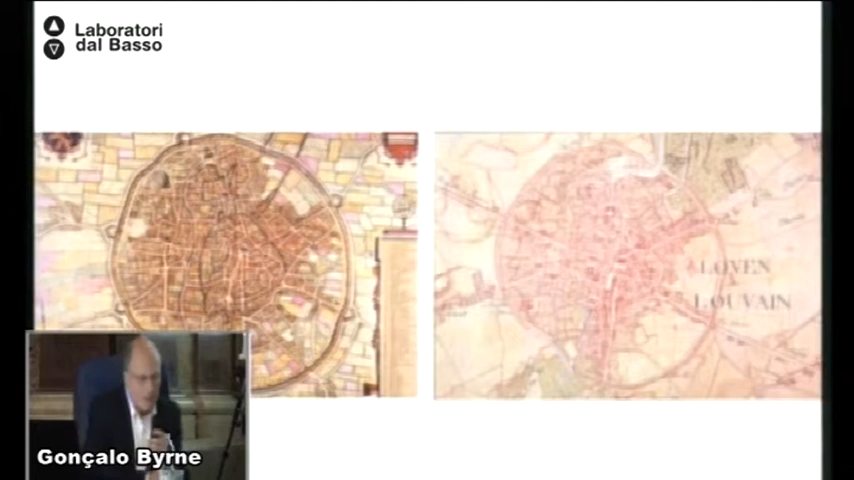 Laboratori
dal Basso
LOVEN
LOUVAIN
Gonçalo Byrne